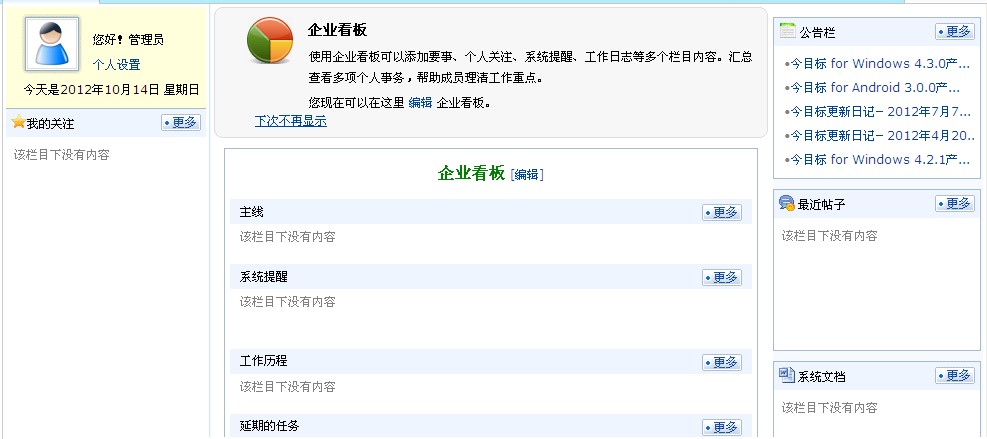 您好！管理员
个人设置
今天是2012年10月14日 星期日
我的关注
更多
该栏目下没有内容
企业看板
使用企业看板可以添加要事、个人关注、系统提醒、工作日志等多个栏目内容。汇总
查看多项个人事务，帮助成员理清工作重点。
您现在可以在这里 编辑 企业看板。
下次不再显示
企业看板 [编辑]
主线
更多
该栏目下没有内容
系统提醒
更多
该栏目下没有内容
工作历程
更多
该栏目下没有内容
延期的任务
更多
公告栏
更多
•今目标 for Windows 4.3.0产...
•今目标 for Android 3.0.0产...
•今目标更新日记－ 2012年7月7...
•今目标更新日记－ 2012年4月20...
•今目标 for Windows 4.2.1产...
最近帖子
更多
该栏目下没有内容
系统文档
更多
该栏目下没有内容